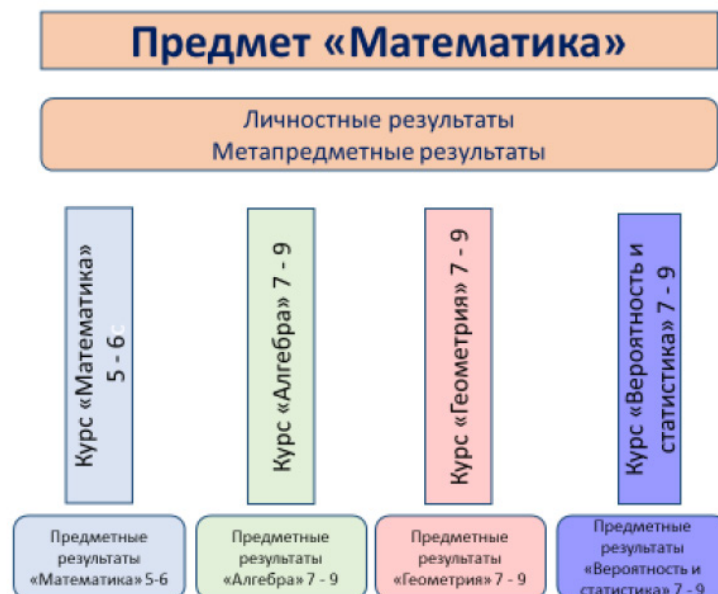 Предмет «Математика»
Личностные результаты
Метапредметные результаты
Курс «Математика»
5 - 6с
Курс «Алгебра» 7 - 9
Курс «Геометрия» 7 - 9
Курс «Вероятность и
статистика» 7 - 9
Предметные
результаты
«Математика» 5-6
Предметные
результаты
«Алгебра» 7 - 9
Предметные
результаты
«Геометрия» 7 - 9
Предметные
результаты
«Вероятность и
статистика» 7 - 9